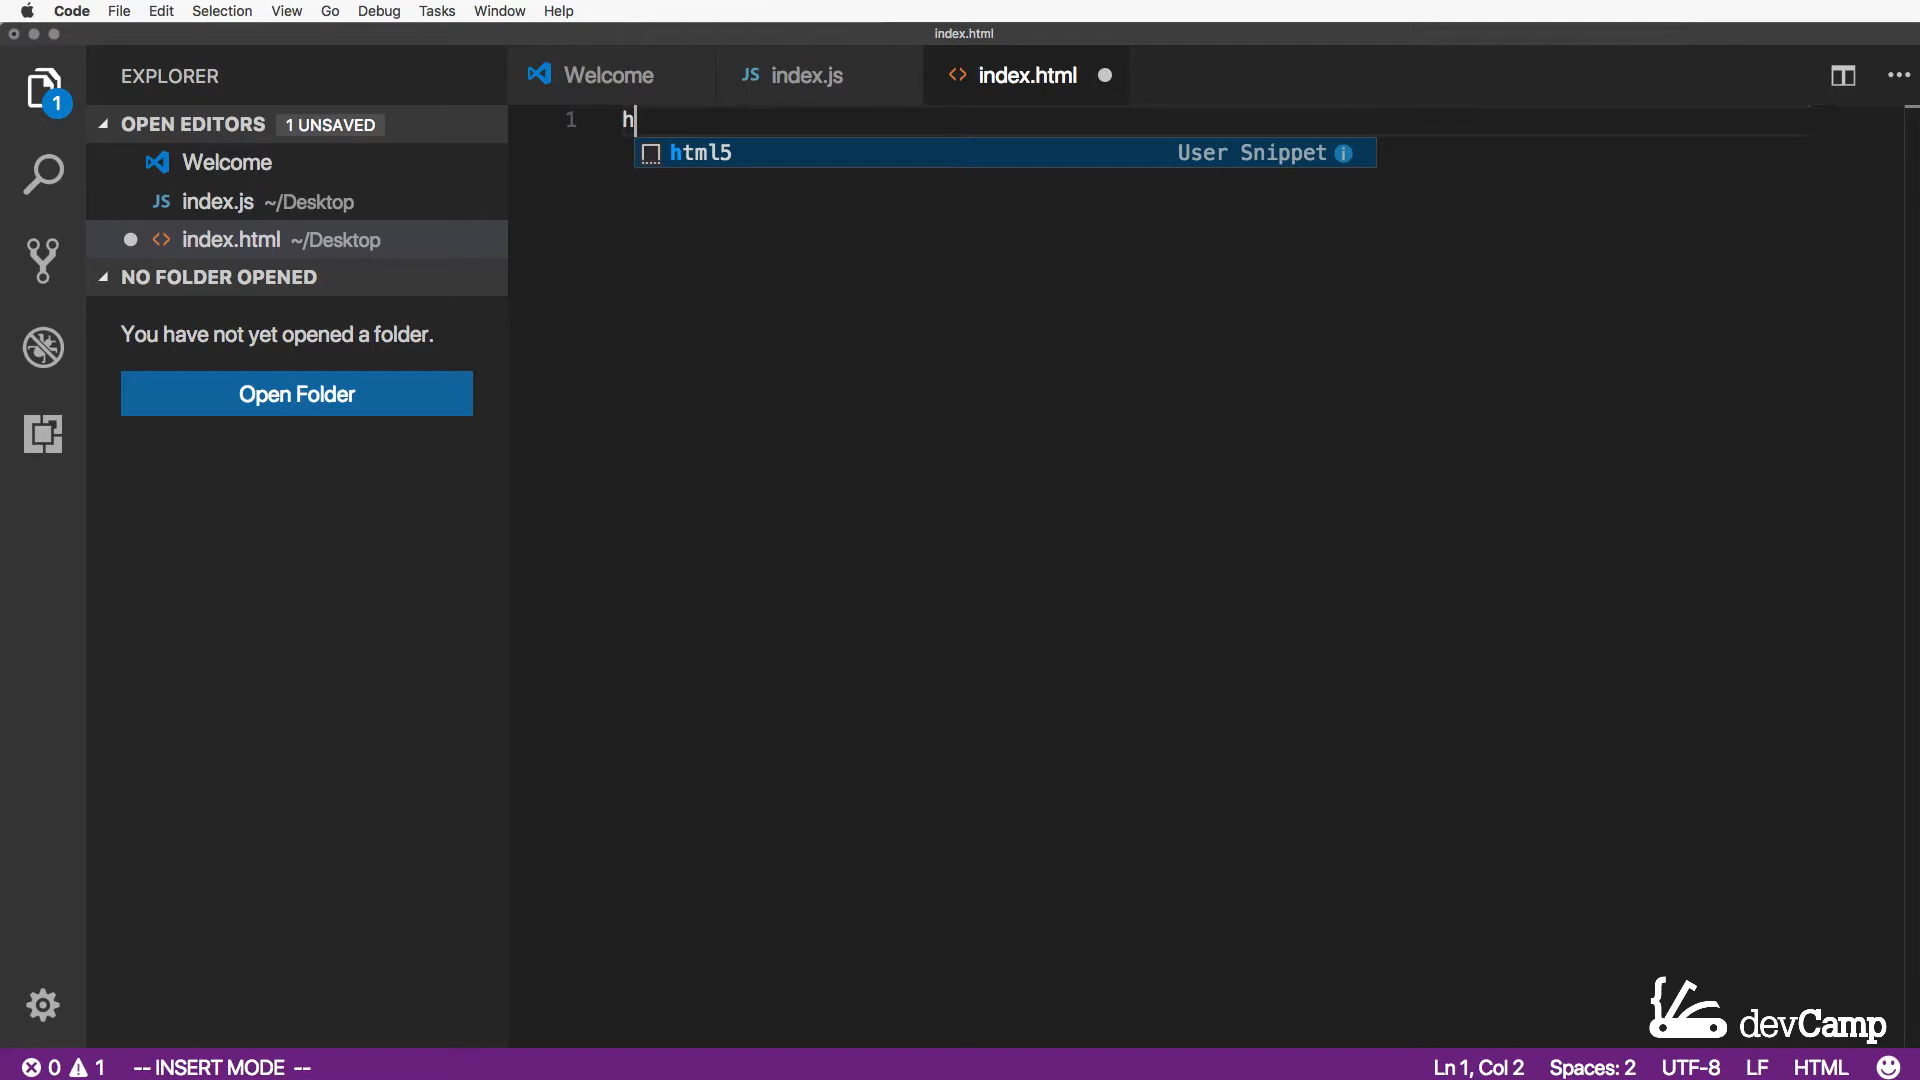 Code File Edit Selection View Go Debug Tasks Window Help
index.html
EXPLORER
Welcome
JS index.js
<> index.html
1
OPEN EDITORS 1 UNSAVED
Welcome
JS index.js ~/Desktop
<> index.html ~/Desktop
NO FOLDER OPENED
You have not yet opened a folder.
Open Folder
1 h
html5 User Snippet i
devCamp
0 1 -- INSERT MODE --
Ln 1, Col 2 Spaces: 2 UTF-8 LF HTML